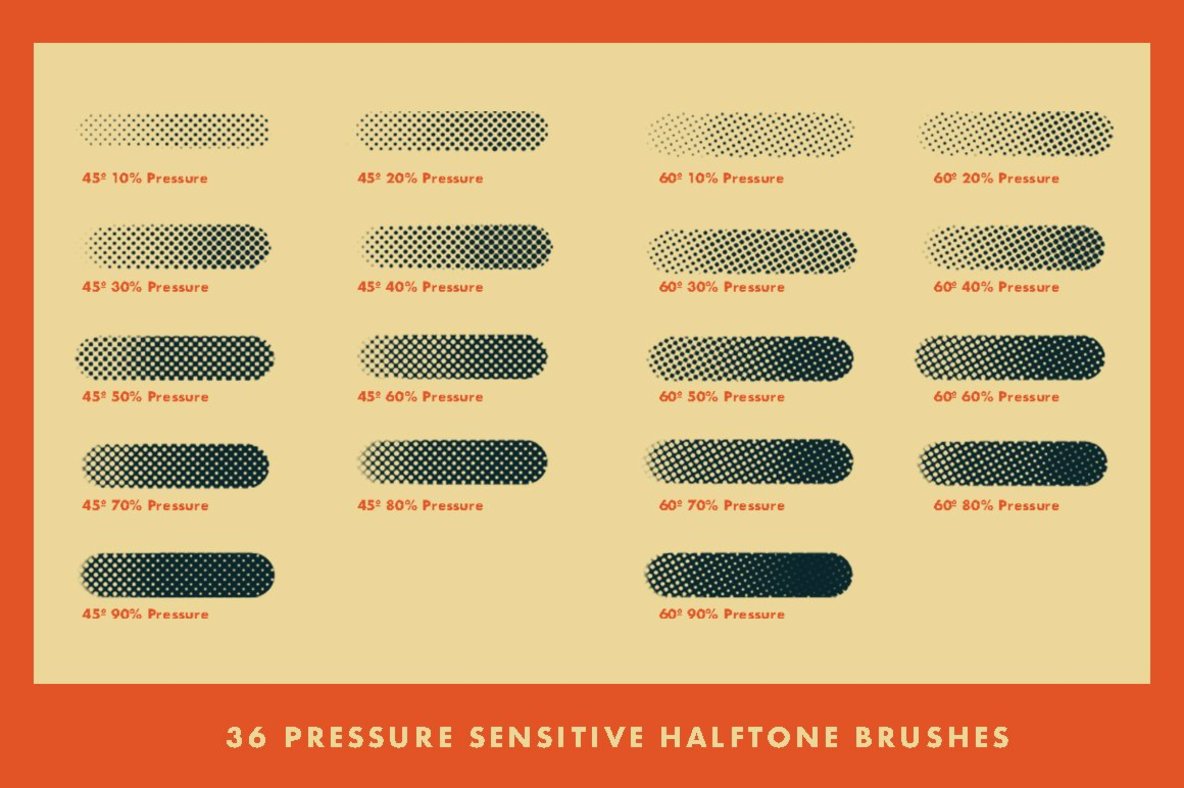 45º 10% Pressure
45º 20% Pressure
60º 10% Pressure
60º 20% Pressure
45º 30% Pressure
45º 40% Pressure
60º 30% Pressure
60º 40% Pressure
45º 50% Pressure
45º 60% Pressure
60º 50% Pressure
60º 60% Pressure
45º 70% Pressure
45º 80% Pressure
60º 70% Pressure
60º 80% Pressure
45º 90% Pressure
60º 90% Pressure
36 PRESSURE SENSITIVE HALFTONE BRUSHES